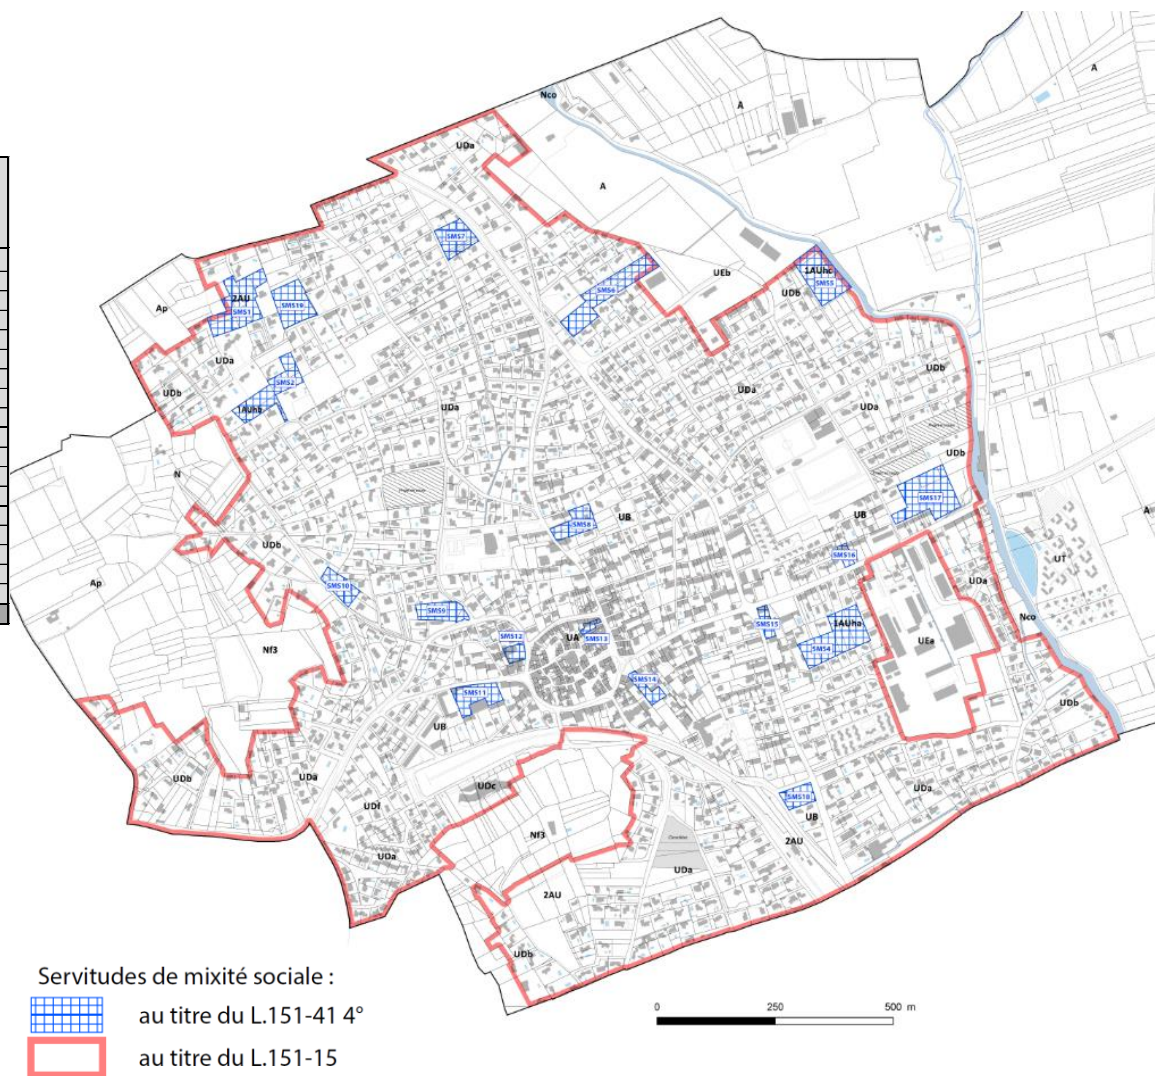 A
Nco
A
UDa
A
SMS7
UEb
1AUhc
SMS5
SMS6
UDb
Ap
2AU
SMS1
SMS19
UDa
UDb
SMS2
1AUhb
UDa
UDa
UDb
UDa
N
UDb
SMS17
SMS8
UB
UB
A
UDb
SMS16
UT
Ap
SMS10
UDa
SMS9
SMS15
1AUha
Nco
SMS12
UA
SMS13
UEa
SMS4
Nf3
SMS14
SMS11
UDb
UB
UDb
UDa
UDc
UDa
SMS18
UDf
UB
Nf3
2AU
UDa
UDa
2AU
UDb
Servitudes de mixité sociale :
au titre du L.151-41 4°
au titre du L.151-15
0 250 500 m